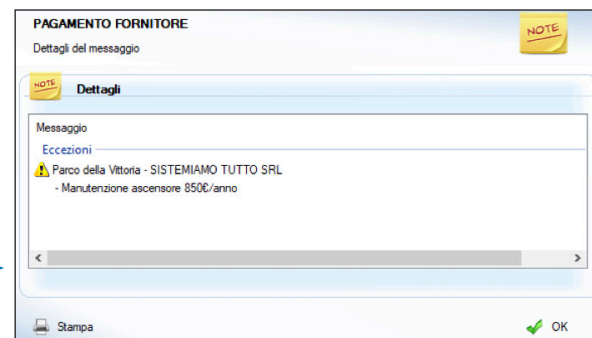 PAGAMENTO FORNITORE
Dettagli del messaggio
NOTE
NOTE
Dettagli
Messaggio
Eccezioni
Parco della Vittoria - SISTEMIAMO TUTTO SRL
- Manutenzione ascensore 850€/anno
Stampa
OK